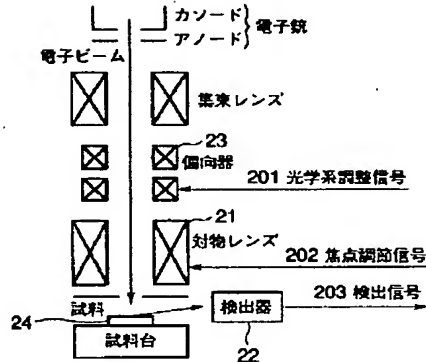 カソード
アノード
電子銃
電子ビーム
集束レンズ
23
偏向器
201 光学系調整信号
21
対物レンズ
202 焦点調節信号
試料
24
検出器
203 検出信号
試料台
22